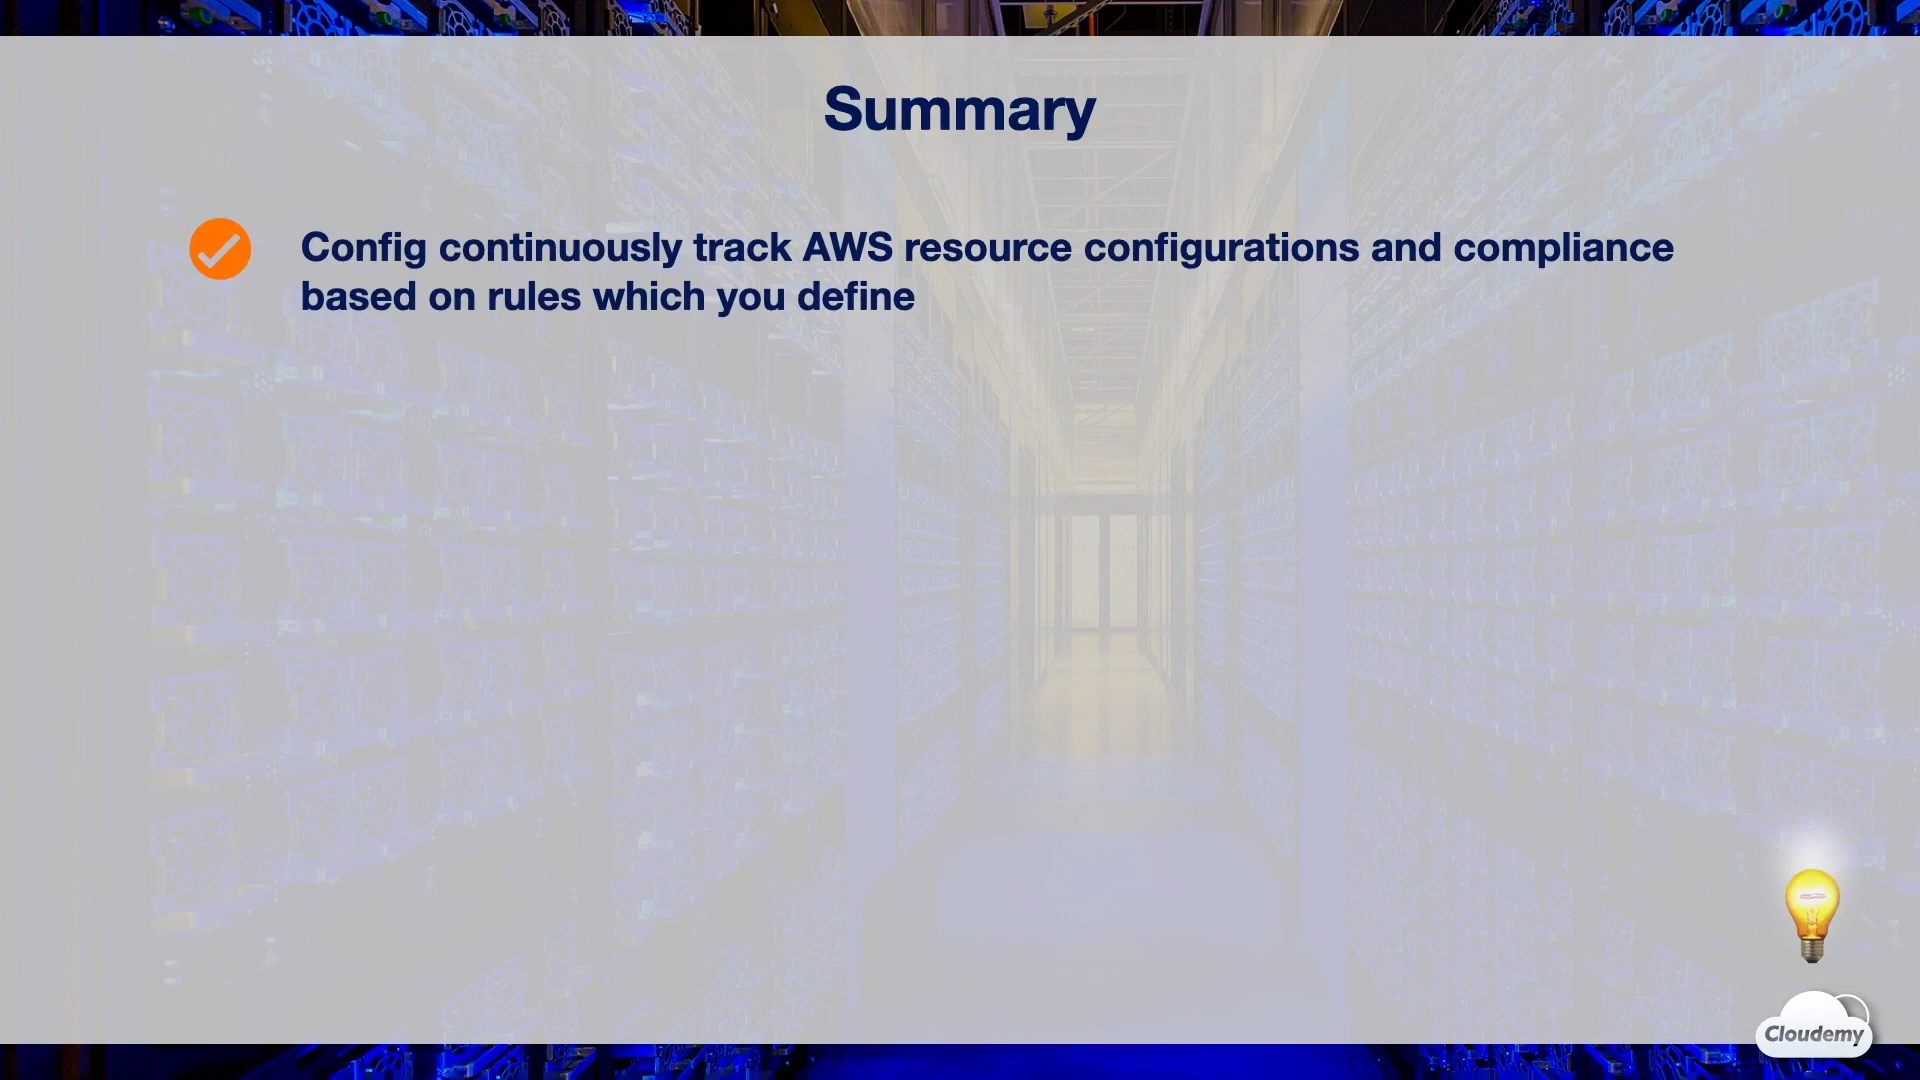 Summary
Config continuously track AWS resource configurations and compliance
based on rules which you define
Cloudemy